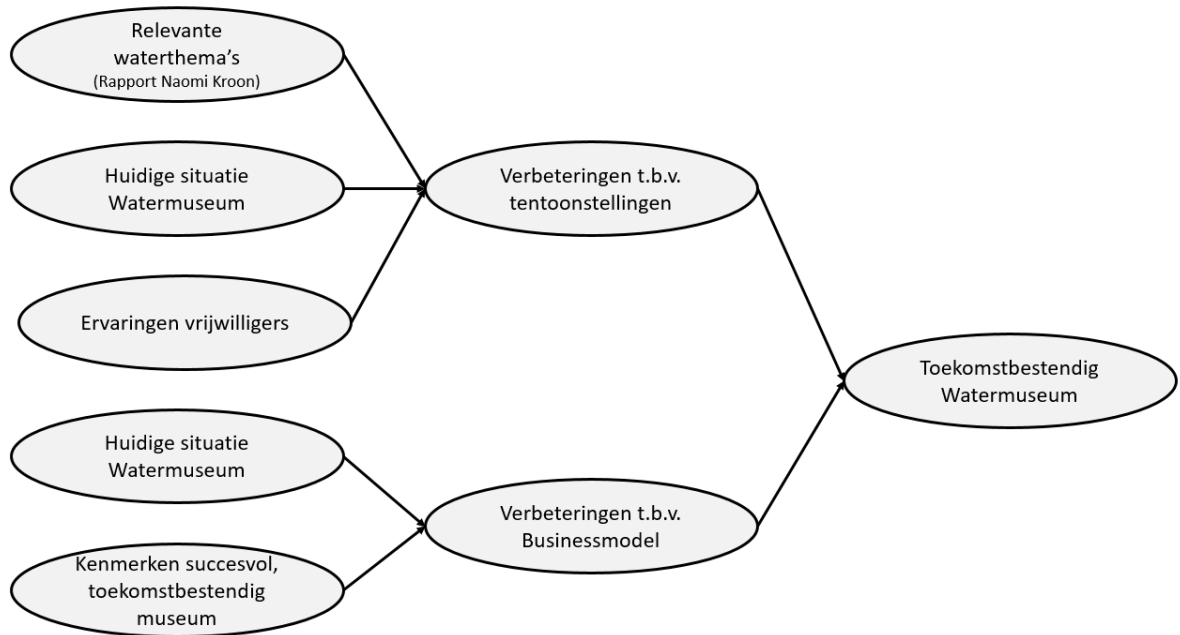 Relevante
waterthema’s
(Rapport Naomi Kroon)
Huidige situatie
Watermuseum
Ervaringen vrijwilligers
Huidige situatie
Watermuseum
Kenmerken succesvol,
toekomstbestendig
museum
Verbeteringen t.b.v.
tentoonstellingen
Verbeteringen t.b.v.
Businessmodel
Toekomstbestendig
Watermuseum